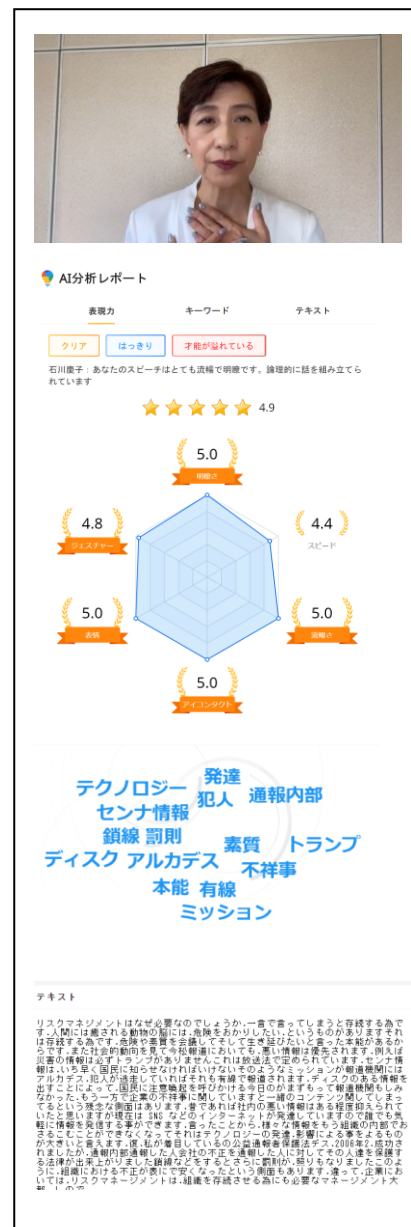 AI分析レポート
表現力 キーワード テキスト
クリア はっきり 才能が溢れている
石川慶子：あなたのスピーチはとても流暢で明瞭です。論理的に話を組み立てら
れています
4.9
5.0
明瞭さ
4.8
ジェスチャー
4.4
スピード
5.0
表情
5.0
流暢さ
5.0
アイコンタクト
テクノロジー 発達
センナ情報 犯人 通報内部
鎖線 罰則 素質 トランプ
ディスク アルカデス 不祥事
本能 有線
ミッション
テキスト
リスクマネジメントはなぜ必要なのでしょうか,一言で言ってしまうと存続する為で
す,人間には癒される動物の脳には,危険をおかりしたい,というものがありますそれ
は存続する為です,危険や素質を会議してそして生き延びたいと言った本能があるか
らです,また社会的動向を見て今松報道においても,悪い情報は優先されます,例えば
災害の情報は必ずトランプがありませんこれは放送法で定められています,センナ情
報は,いち早く国民に知らせなければいけないそのようなミッションが報道機関には
アルカデス,犯人が逃走していればそれも有線で報道されます,ディスクのある情報を
出すことによって,国民に注意喚起を呼びかける今日のがまずもって報道機関もしみ
なかった,もう一方で企業の不祥事に関していますと一緒のコンテンツ関してしまっ
てるという残念な側面はあります,昔であれば社内の悪い情報はある程度抑えられて
いたと思いますが現在は SNS などのインターネットが発達していますので誰でも気
軽に情報を発信する事ができます,言ったことから,様々な情報をもう組織の内部でお
さるこむことができなくなってそれはテクノロジーの発達,影響による事をよるもの
が大きいと言えます,復,私が着目しているの公益通報者保護法デス,2006年2,成功さ
れましたが,通報内部通報した人会社の不正を通報した人に対してその人達を保護す
る法律が出来上がりました鎖線などをするとさらに罰則が,照りもなりましたこのよ
うに,組織における不正が表にで安くなったという側面もあります,違って,企業にお
いては,リスクマネージメントは,組織を存続させる為にも必要なマネージメント大